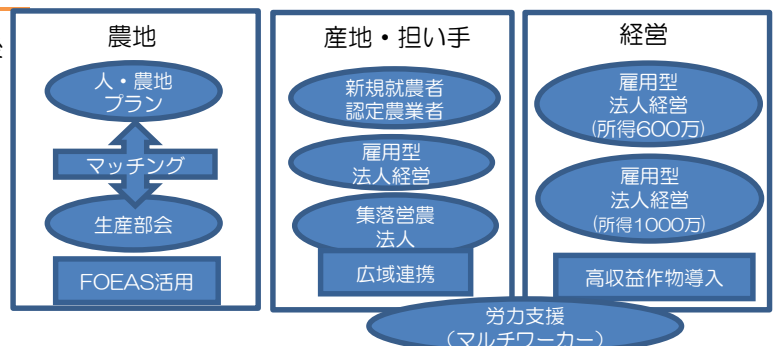 農地
人・農地
プラン
マッチング
生産部会
FOEAS活用
産地・担い手
新規就農者
認定農業者
雇用型
法人経営
集落営農
法人
広域連携
経営
雇用型
法人経営
(所得600万)
雇用型
法人経営
(所得1000万)
高収益作物導入
労力支援
(マルチワーカー)